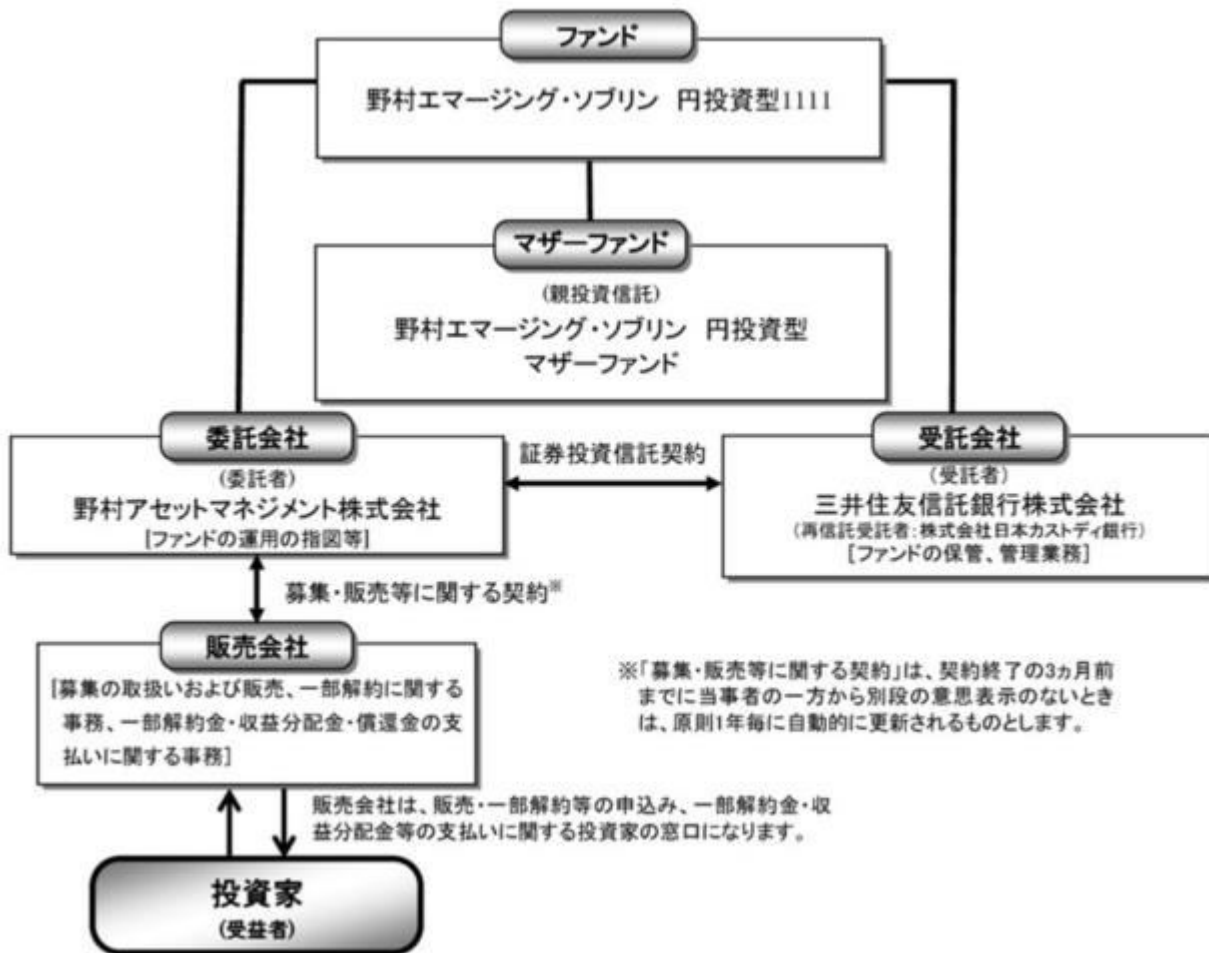 ファンド
野村エマージング・ソブリン 円投資型1111
マザーファンド
(親投資信託)
野村エマージング・ソブリン 円投資型
マザーファンド
委託会社
(委託者)
野村アセットマネジメント株式会社
[ファンドの運用の指図等]
証券投資信託契約
受託会社
(受託者)
三井住友信託銀行株式会社
(再信託受託者:株式会社日本カストディ銀行)
[ファンドの保管、管理業務]
募集・販売等に関する契約※
販売会社
[募集の取扱いおよび販売、一部解約に関する
事務、一部解約金・収益分配金・償還金の支
払いに関する事務]
※「募集・販売等に関する契約」は、契約終了の3ヵ月前
までに当事者の一方から別段の意思表示のないとき
は、原則1年毎に自動的に更新されるものとします。
販売会社は、販売・一部解約等の申込み、一部解約金・収
益分配金等の支払いに関する投資家の窓口になります。
投資家
(受益者)